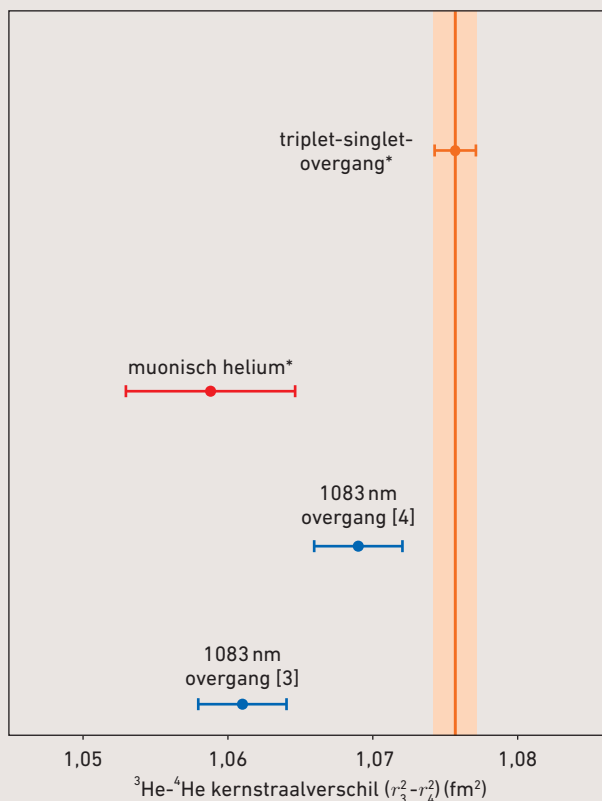 triplet-singlet-
overgang*
muonisch helium*
1083 nm
overgang [4]
1083 nm
overgang [3]
1,05 1,06 1,07 1,08
³He-⁴He kernstraalverschil (r₃²-r₄²) (fm²)